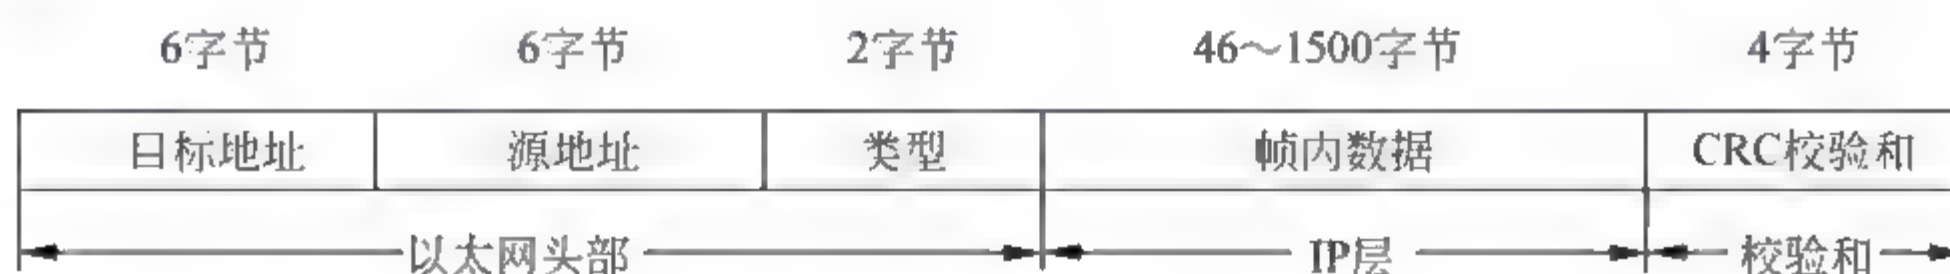 6字节 6字节 2字节 46～1500字节 4字节
目标地址 源地址 类型 帧内数据 CRC校验和
以太网头部 IP层 校验和